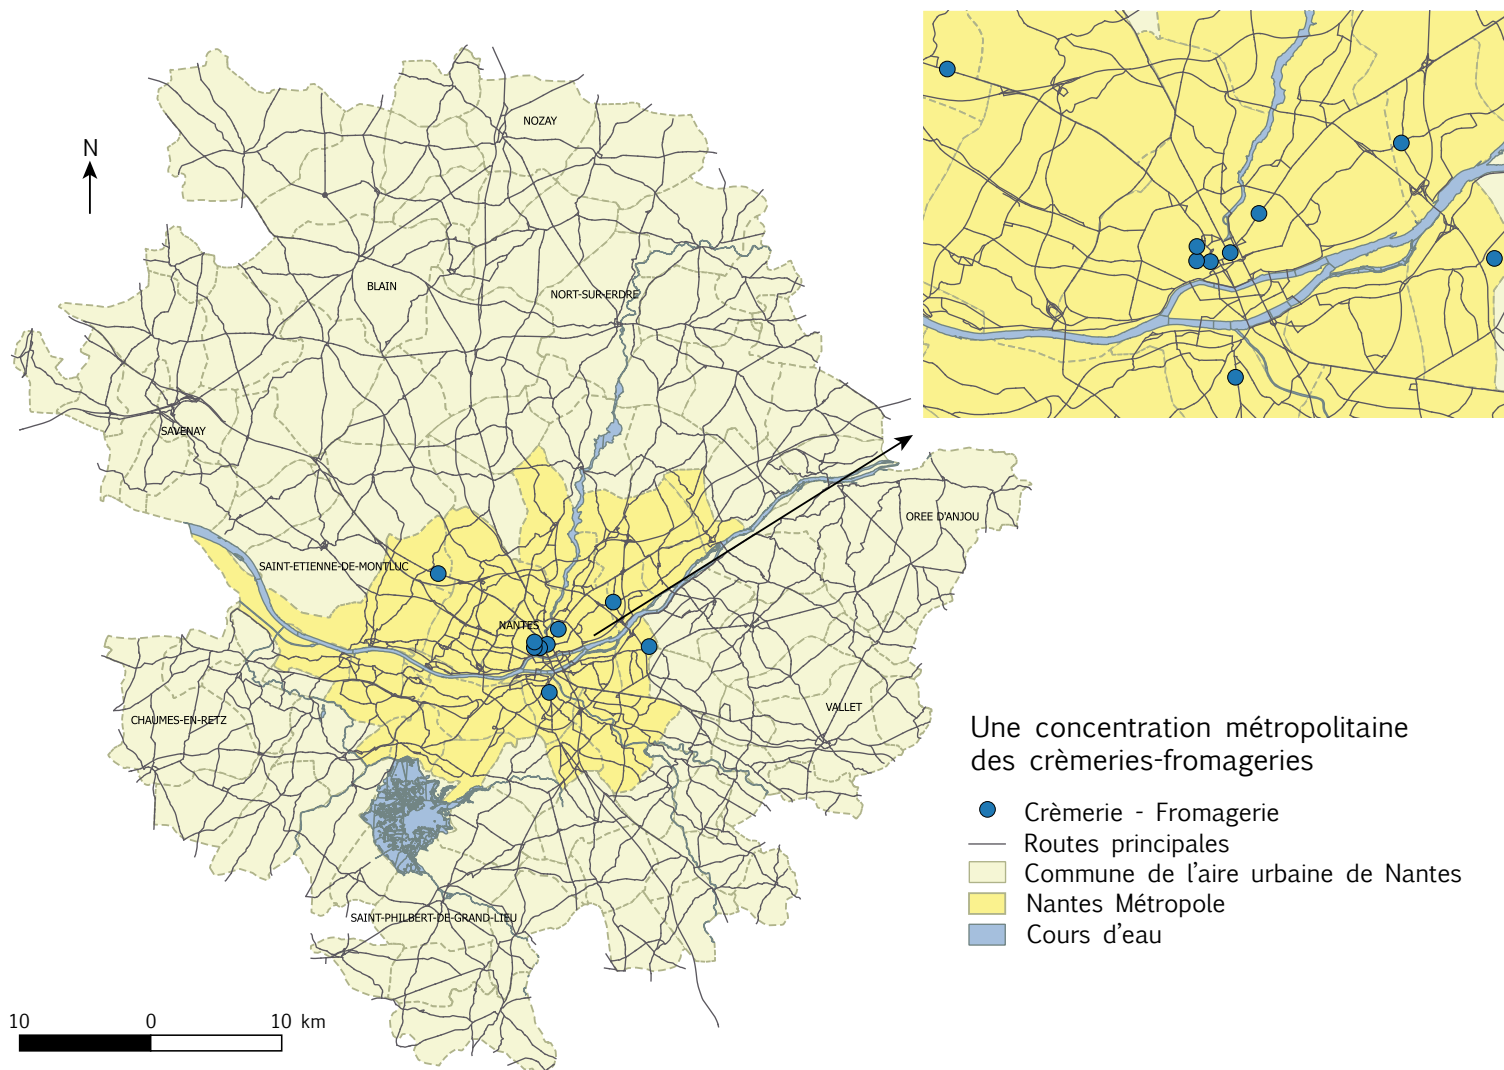 N
NOZAY
BLAIN
NORT-SUR-ERDRE
SAVENAY
OREE D'ANJOU
SAINT-ETIENNE-DE-MONTLUC
NANTES
CHAUMES-EN-RETZ
VALLET
SAINT-PHILBERT-DE-GRAND-LIEU
10 0 10 km
Une concentration métropolitaine
des crèmeries-fromageries
Crèmerie - Fromagerie
Routes principales
Commune de l'aire urbaine de Nantes
Nantes Métropole
Cours d'eau